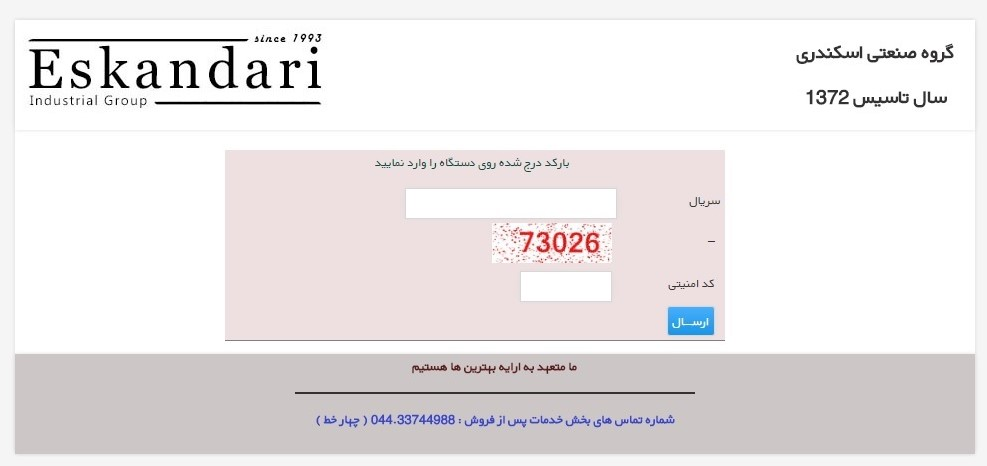 since 1993
Eskandari
Industrial Group
گروه صنعتی اسکندری
سال تاسیس 1372
بارکد درج شده روی دستگاه را وارد نمایید
سریال
73026
–
کد امنیتی
ارســال
ما متعهد به ارایه بهترین ها هستیم
شماره تماس های بخش خدمات پس از فروش : 044.33744988 ( چهار خط )